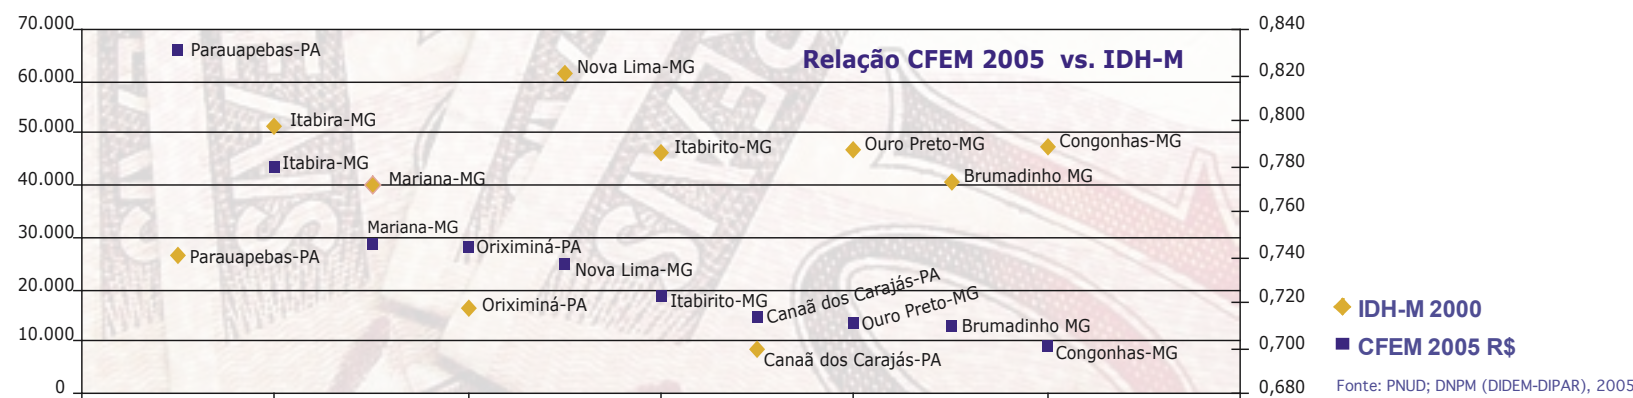 70.000
60.000
50.000
40.000
30.000
20.000
10.000
0
Relação CFEM 2005 vs. IDH-M
Parauapebas-PA
Nova Lima-MG
Itabira-MG
Itabira-MG
Itabirito-MG
Ouro Preto-MG
Congonhas-MG
Mariana-MG
Brumadinho MG
Mariana-MG
Oriximiná-PA
Parauapebas-PA
Nova Lima-MG
Oriximiná-PA
Itabirito-MG
Canaã dos Carajás-PA
Ouro Preto-MG
Brumadinho MG
Canaã dos Carajás-PA
Congonhas-MG
0,840
0,820
0,800
0,780
0,760
0,740
0,720
0,700
0,680
IDH-M 2000
CFEM 2005 R$
Fonte: PNUD; DNPM (DIDEM-DIPAR), 2005